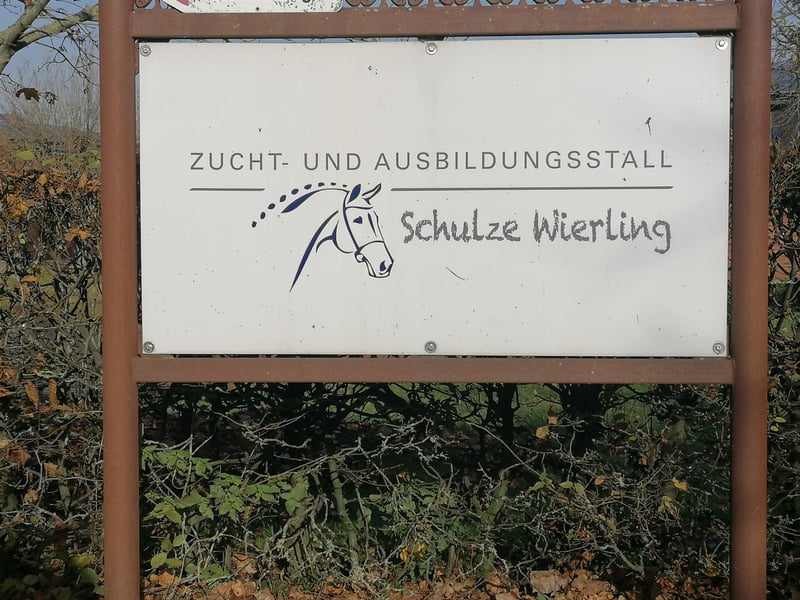 ZUCHT- UND AUSBILDUNGSSTALL
Schulze Wierling